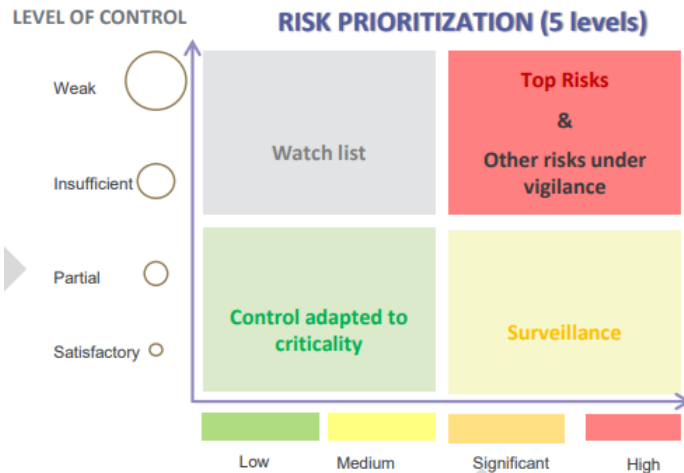 LEVEL OF CONTROL
RISK PRIORITIZATION (5 levels)
Weak
Top Risks
&
Other risks under
vigilance
Watch list
Insufficient
Partial
Control adapted to
criticality
Surveillance
Satisfactory
Low
Medium
Significant
High